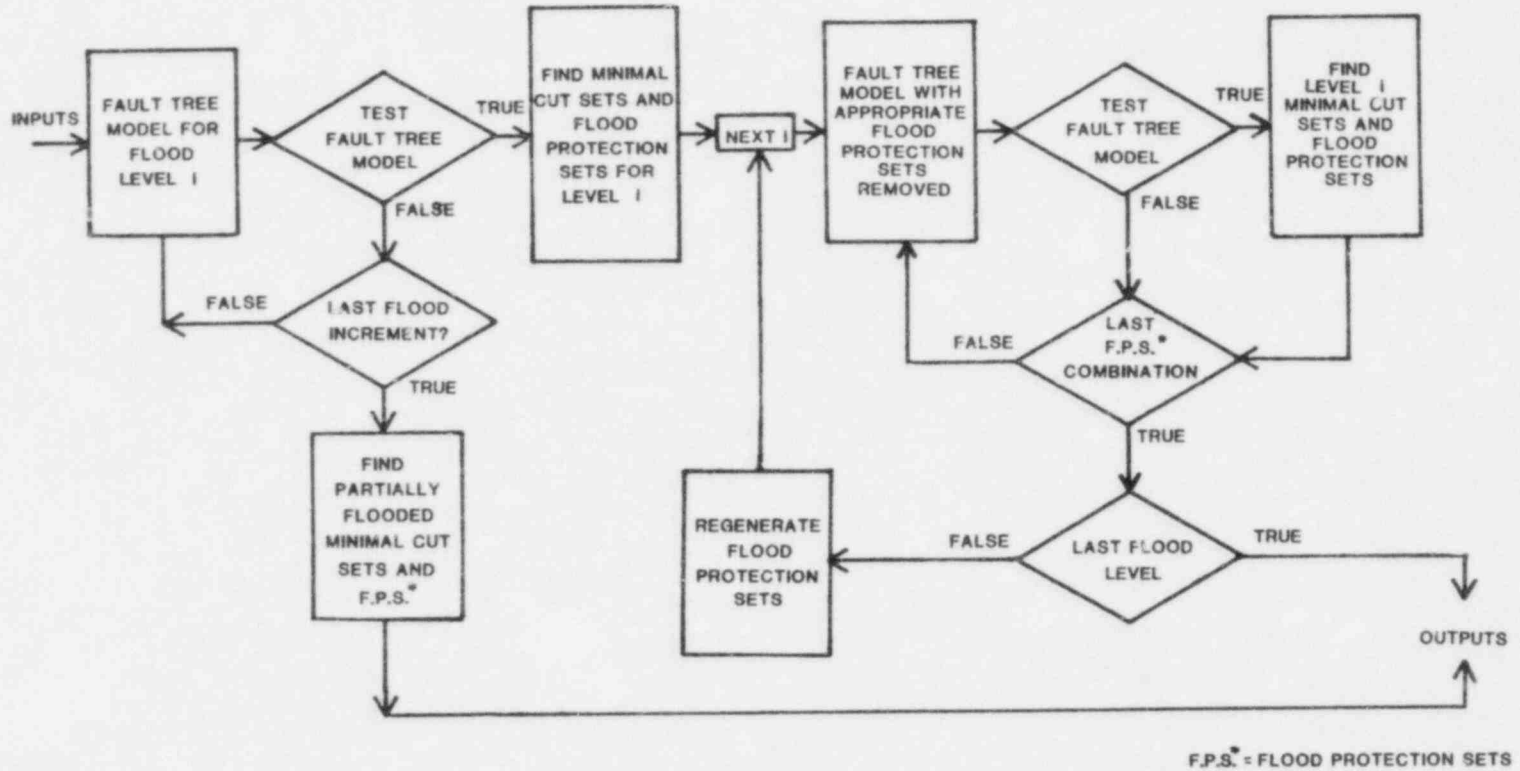 INPUTS
FAULT TREE
MODEL FOR
FLOOD
LEVEL i
TEST
FAULT TREE
MODEL
TRUE
FALSE
LAST FLOOD
INCREMENT?
FALSE
TRUE
FIND
PARTIALLY
FLOODED
MINIMAL CUT
SETS AND
F.P.S.*
FIND MINIMAL
CUT SETS AND
FLOOD
PROTECTION
SETS FOR
LEVEL i
NEXT i
FAULT TREE
MODEL WITH
APPROPRIATE
FLOOD
PROTECTION
SETS
REMOVED
TEST
FAULT TREE
MODEL
TRUE
FALSE
FIND
LEVEL i
MINIMAL CUT
SETS AND
FLOOD
PROTECTION
SETS
LAST
F.P.S.*
COMBINATION
FALSE
TRUE
LAST FLOOD
LEVEL
FALSE
TRUE
REGENERATE
FLOOD
PROTECTION
SETS
OUTPUTS
F.P.S.* = FLOOD PROTECTION SETS